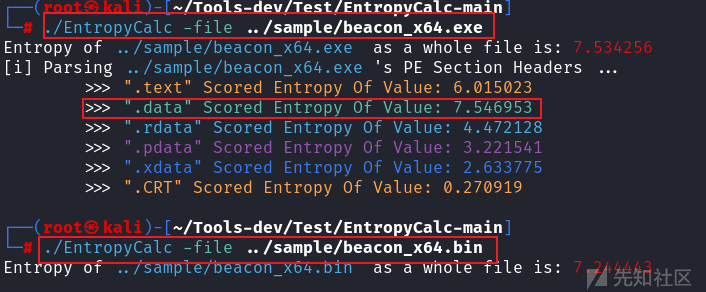 (root㉿kali)-[~/Tools-dev/Test/EntropyCalc-main]
# ./EntropyCalc -file ../sample/beacon_x64.exe
Entropy of ../sample/beacon_x64.exe as a whole file is: 7.534256
[i] Parsing ../sample/beacon_x64.exe 's PE Section Headers ...
>>> ".text" Scored Entropy Of Value: 6.015023
>>> ".data" Scored Entropy Of Value: 7.546953
>>> ".rdata" Scored Entropy Of Value: 4.472128
>>> ".pdata" Scored Entropy Of Value: 3.221541
>>> ".xdata" Scored Entropy Of Value: 2.633775
>>> ".CRT" Scored Entropy Of Value: 0.270919
(root㉿kali)-[~/Tools-dev/Test/EntropyCalc-main]
# ./EntropyCalc -file ../sample/beacon_x64.bin
Entropy of ../sample/beacon_x64.bin as a whole file is: 7.244443
先知社区